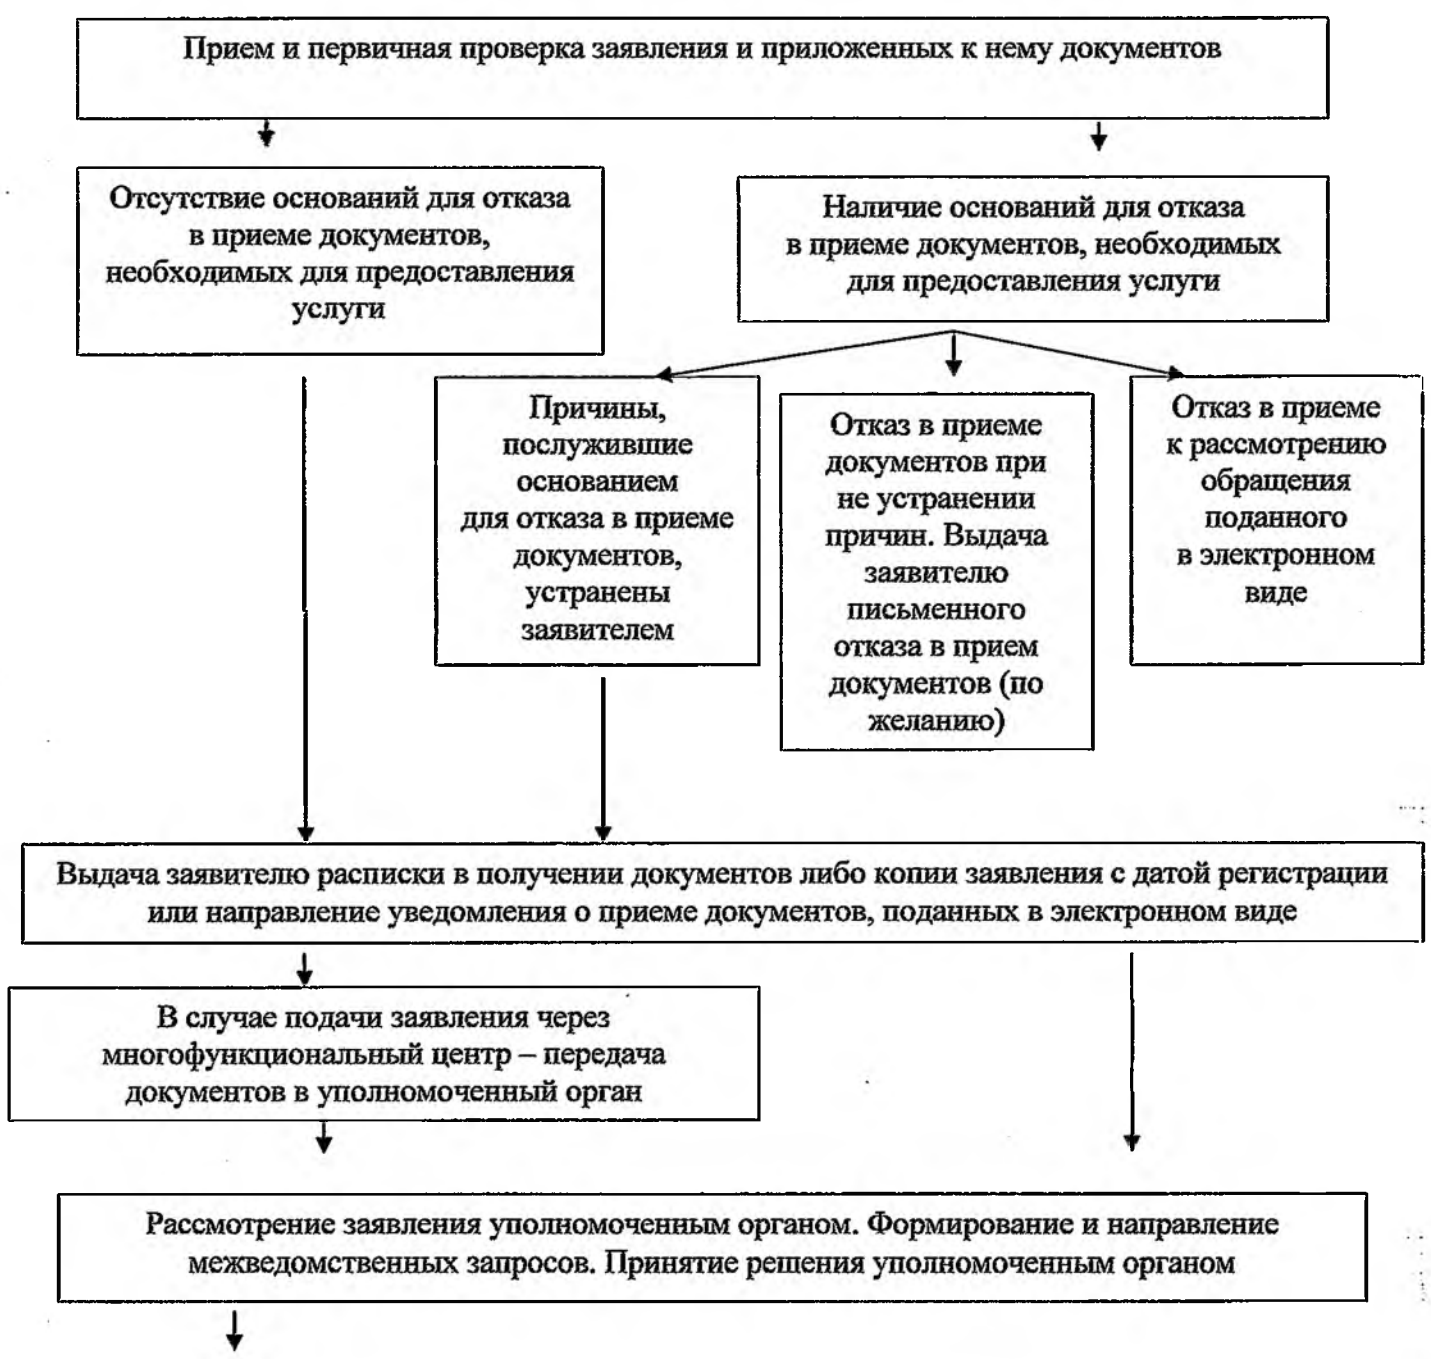 Прием и первичная проверка заявления и приложенных к нему документов
Отсутствие оснований для отказа
в приеме документов,
необходимых для предоставления
услуги
Наличие оснований для отказа
в приеме документов, необходимых
для предоставления услуги
Причины,
послужившие
основанием
для отказа в приеме
документов,
устранены
заявителем
Отказ в приеме
документов при
не устранении
причин. Выдача
заявителю
письменного
отказа в прием
документов (по
желанию)
Отказ в приеме
к рассмотрению
обращения
поданного
в электронном
виде
Выдача заявителю расписки в получении документов либо копии заявления с датой регистрации
или направление уведомления о приеме документов, поданных в электронном виде
В случае подачи заявления через
многофункциональный центр – передача
документов в уполномоченный орган
Рассмотрение заявления уполномоченным органом. Формирование и направление
межведомственных запросов. Принятие решения уполномоченным органом